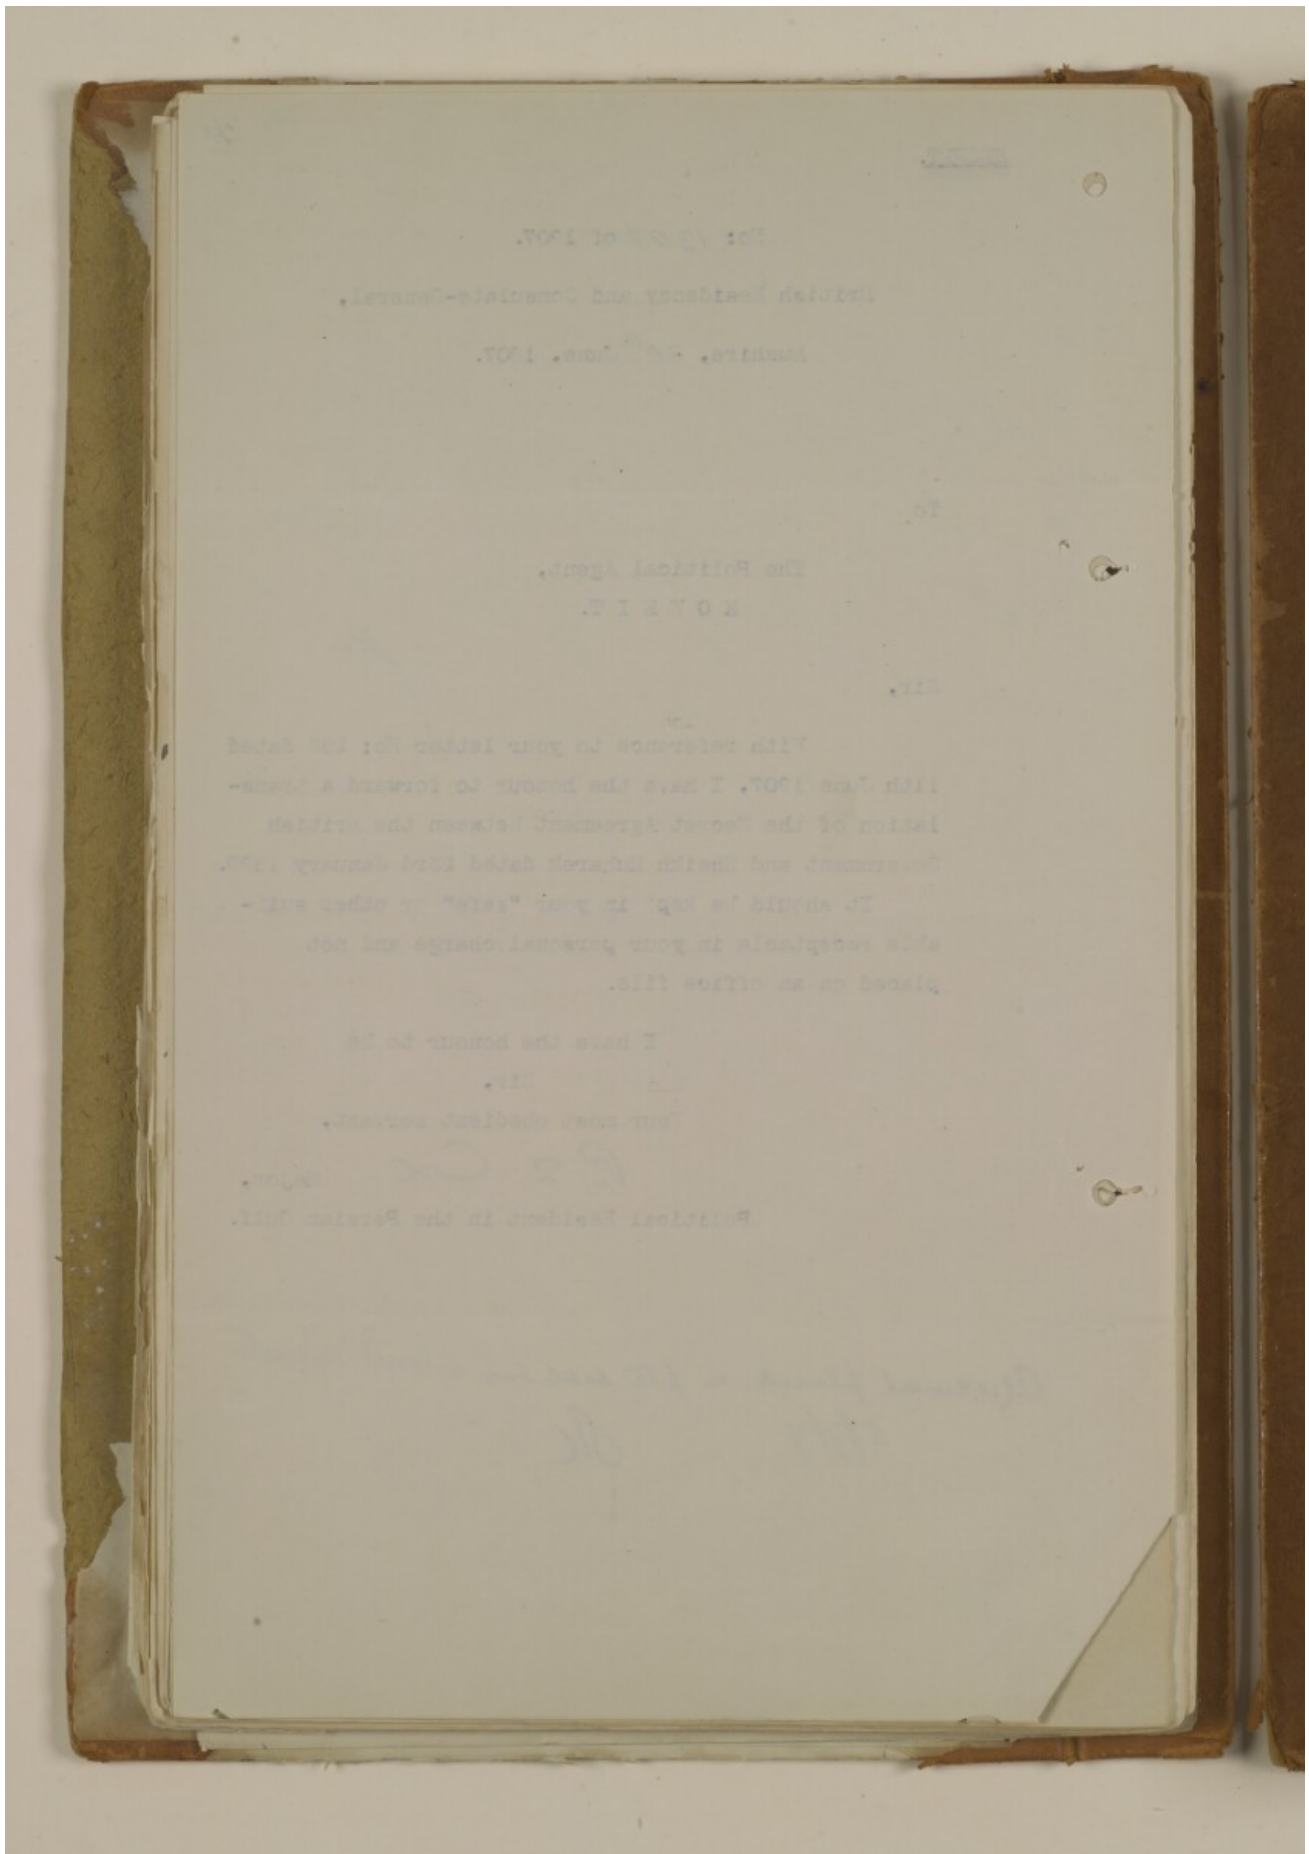 of 1907.
British Residency and Consulate-General,
Bushire, June, 1907.
To
The Political Agent,
K O W E I T.
Sir,
With reference to your letter No: dated
11th June 1907, I have the honour to forward a trans-
lation of the Secret Agreement between the British
Government and Sheikh Mubarek dated 23rd January
It should be kept in your "safe" or other suit-
able receptacle in your personal charge and not
placed on an office file.
I have the honour to be
Sir,
Your most obedient servant,
P Z Cox Major,
Political Resident in the Persian Gulf.